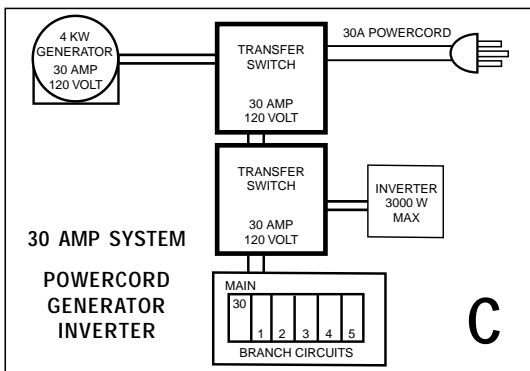 4 KW
GENERATOR
30 AMP
120 VOLT
TRANSFER
SWITCH
30 AMP
120 VOLT
30A POWERCORD
TRANSFER
SWITCH
30 AMP
120 VOLT
INVERTER
3000 W
MAX
30 AMP SYSTEM
POWERCORD
GENERATOR
INVERTER
MAIN
30 1 2 3 4 5
BRANCH CIRCUITS
C